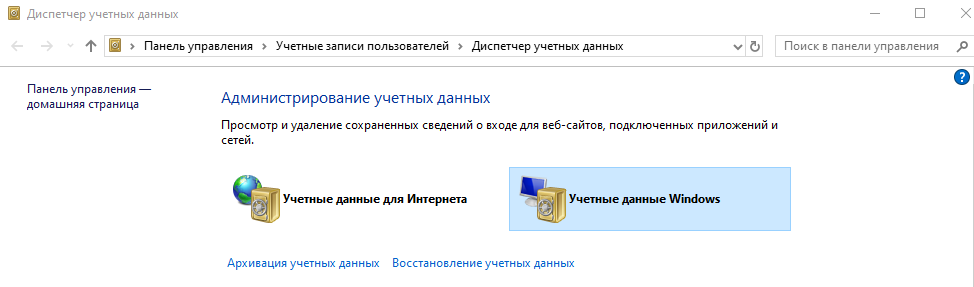 Диспетчер учетных данных
Панель управления > Учетные записи пользователей > Диспетчер учетных данных
Поиск в панели управления
Панель управления —
домашняя страница
Администрирование учетных данных
Просмотр и удаление сохраненных сведений о входе для веб-сайтов, подключенных приложений и
сетей.
Учетные данные для Интернета
Учетные данные Windows
Архивация учетных данных
Восстановление учетных данных